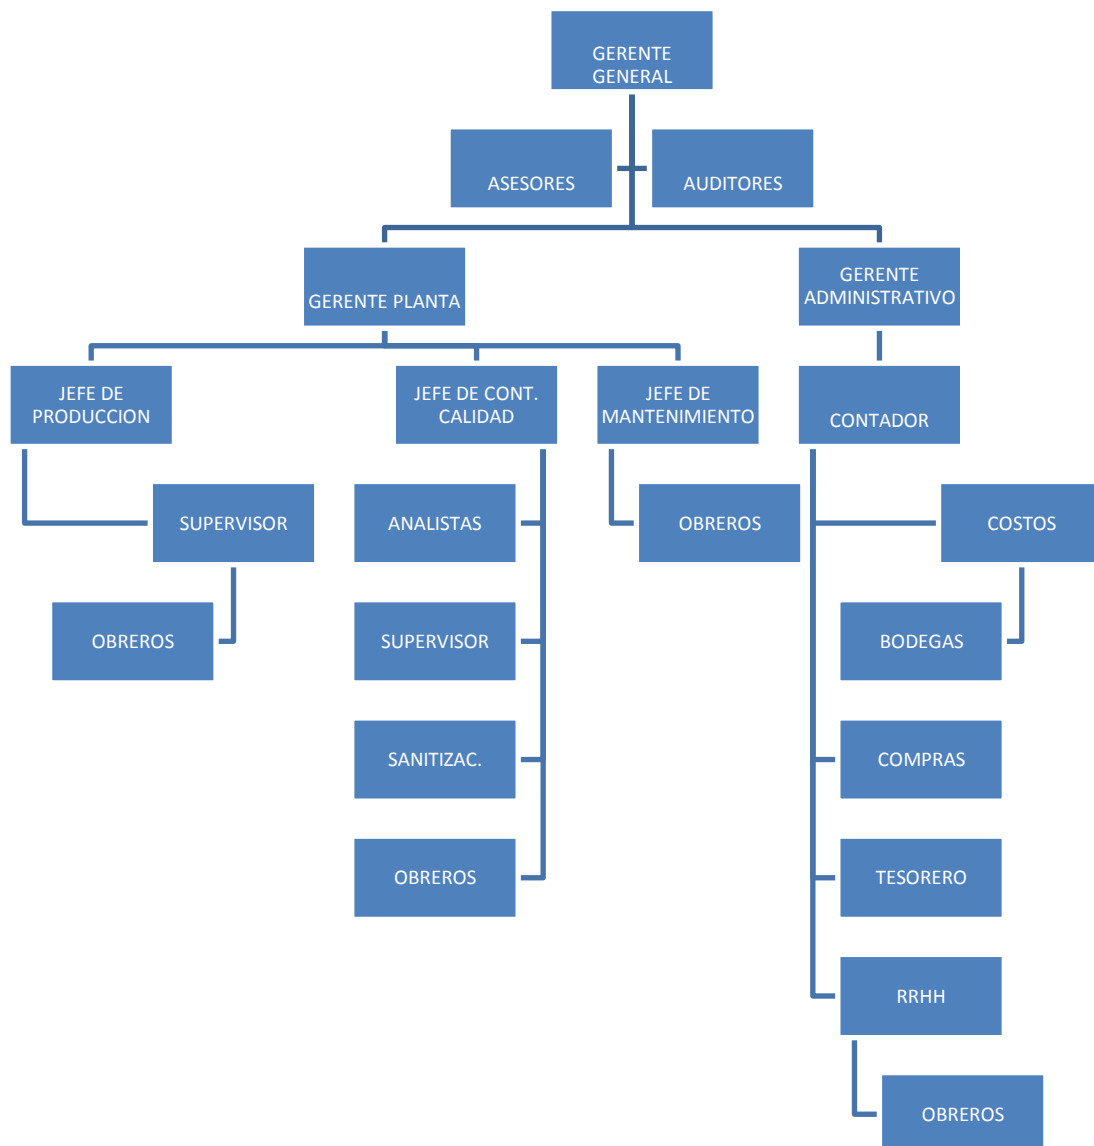 GERENTE
GENERAL
ASESORES
AUDITORES
GERENTE PLANTA
GERENTE
ADMINISTRATIVO
JEFE DE
PRODUCCION
JEFE DE CONT.
CALIDAD
JEFE DE
MANTENIMIENTO
CONTADOR
SUPERVISOR
ANALISTAS
OBREROS
COSTOS
OBREROS
SUPERVISOR
BODEGAS
SANITIZAC.
COMPRAS
OBREROS
TESORERO
RRHH
OBREROS